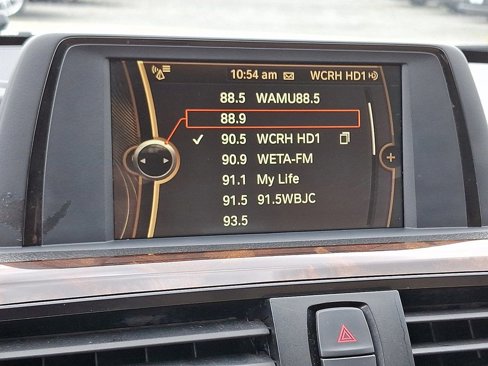 10:54 am WCRH HD1
88.5 WAMU88.5
88.9
90.5 WCRH HD1
90.9 WETA-FM
91.1 My Life
91.5 91.5WBJC
93.5